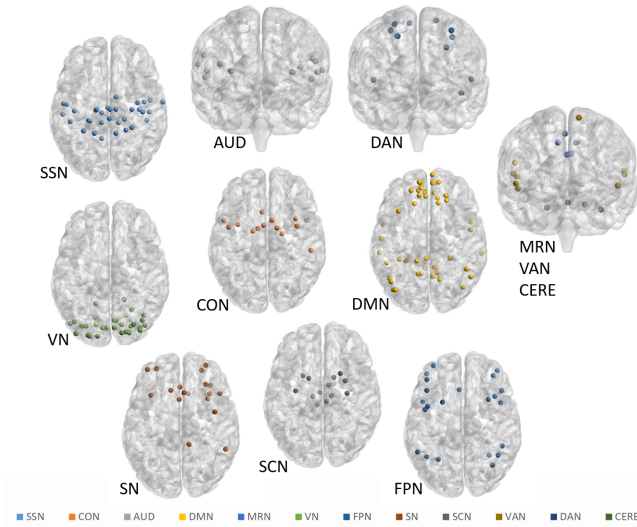 SSN
AUD
DAN
MRN
VAN
CERE
VN
CON
DMN
SN
SCN
FPN
SSN CON AUD DMN MRN VN FPN SN SCN VAN DAN CERE